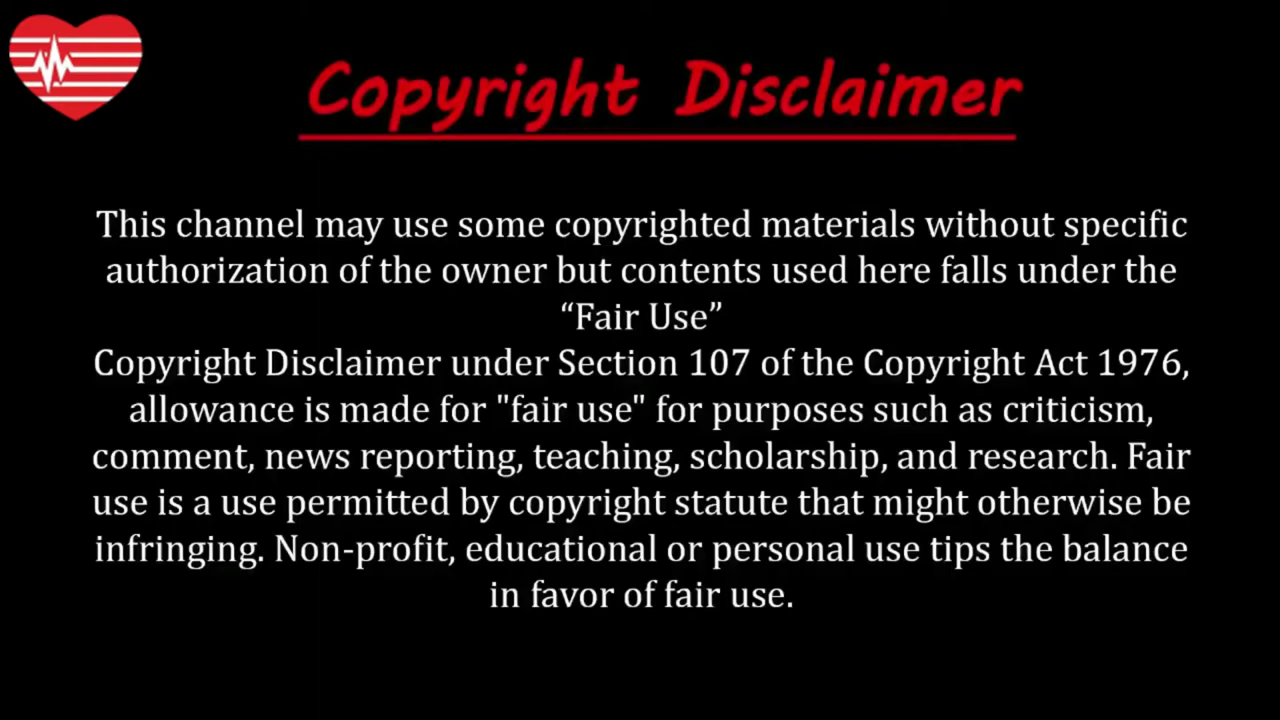 Copyright Disclaimer
This channel may use some copyrighted materials without specific
authorization of the owner but contents used here falls under the
“Fair Use”
Copyright Disclaimer under Section 107 of the Copyright Act 1976,
allowance is made for "fair use" for purposes such as criticism,
comment, news reporting, teaching, scholarship, and research. Fair
use is a use permitted by copyright statute that might otherwise be
infringing. Non-profit, educational or personal use tips the balance
in favor of fair use.